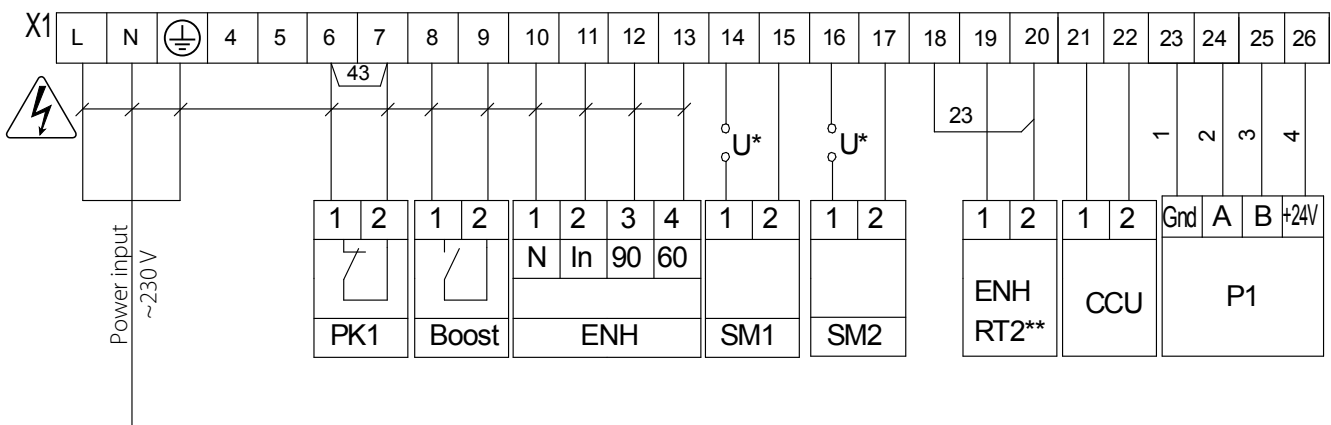 X1 L N 4 5 6 7 8 9 10 11 12 13 14 15 16 17 18 19 20 21 22 23 24 25 26
43
23
1 2 3 4
U* U*
1 2 1 2 1 2 3 4 1 2 1 2 1 2 1 2 Gnd A B +24V
N In 90 60
Power input
~230 V
ENH
RT2**
CCU
P1
PK1 Boost ENH SM1 SM2